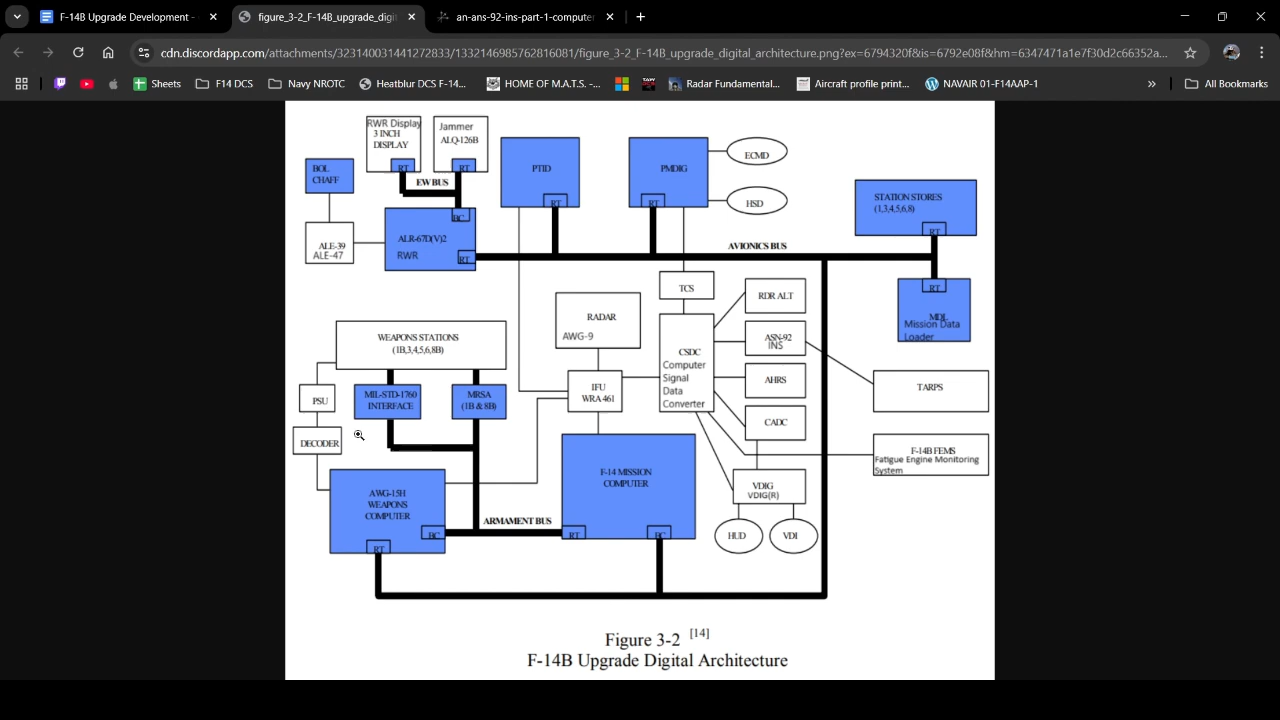 F-14B Upgrade Development -
figure_3-2_F-14B_upgrade_digi
an-ans-92-ins-part-1-computer
cdn.discordapp.com/attachments/323140031441272833/1332146985762816081/figure_3-2_F-14B_upgrade_digital_architecture.png?ex=6794320f&is=6792e08f&hm=6347471a1e7f30d2c66352a...
Sheets
F14 DCS
Navy NROTC
Heatblur DCS F-14...
HOME OF M.A.T.S. -...
Radar Fundamental...
Aircraft profile print...
NAVAIR 01-F14AAP-1
»
All Bookmarks
RWR Display
3 INCH
DISPLAY
RT
Jammer
ALQ-126B
RT
EW BUS
BOL
CHAFF
ALE-39
ALE-47
BC
ALR-67D(V)2
RWR
RT
PTID
RT
PMDIG
RT
ECMD
HSD
STATION STORES
(1,3,4,5,6,8)
RT
AVIONICS BUS
RT
MDL
Mission Data
Loader
TCS
RADAR
AWG-9
CSDC
Computer
Signal
Data
Converter
RDR ALT
ASN-92
INS
AHRS
CADC
TARPS
F-14B FEMS
Fatigue Engine Monitoring
System
WEAPONS STATIONS
(1B,3,4,5,6,8B)
PSU
DECODER
MIL-STD-1760
INTERFACE
MRSA
(1B & 8B)
IFU
WRA 461
F-14 MISSION
COMPUTER
RT
BC
VDIG
VDIG(R)
HUD
VDI
AWG-15H
WEAPONS
COMPUTER
BC
RT
ARMAMENT BUS
Figure 3-2 [14]
F-14B Upgrade Digital Architecture